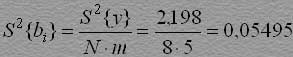 S²{bᵢ} = S²{y} / N · m = 2,198 / 8 · 5 = 0,05495